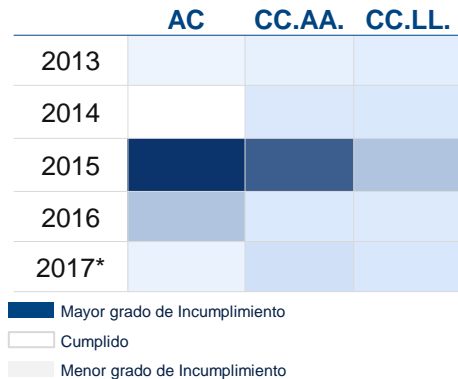 AC CC.AA. CC.LL.
2013
2014
2015
2016
2017*
Mayor grado de Incumplimiento
Cumplido
Menor grado de Incumplimiento